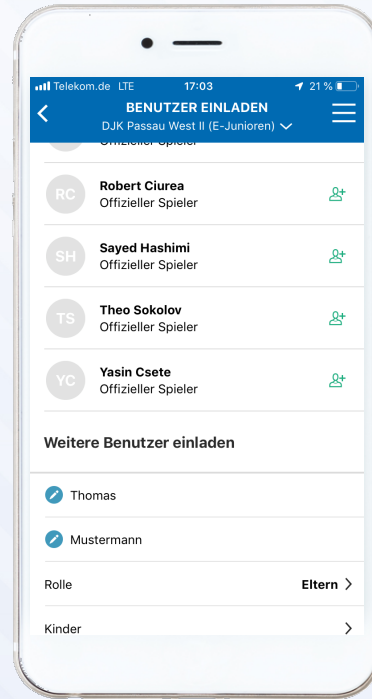 Telekom.de LTE 17:03 21 %
BENUTZER EINLADEN
DJK Passau West II (E-Junioren)
Offizieller Spieler
RC Robert Ciurea
Offizieller Spieler
SH Sayed Hashimi
Offizieller Spieler
TS Theo Sokolov
Offizieller Spieler
YC Yasin Csete
Offizieller Spieler
Weitere Benutzer einladen
Thomas
Mustermann
Rolle Eltern
Kinder